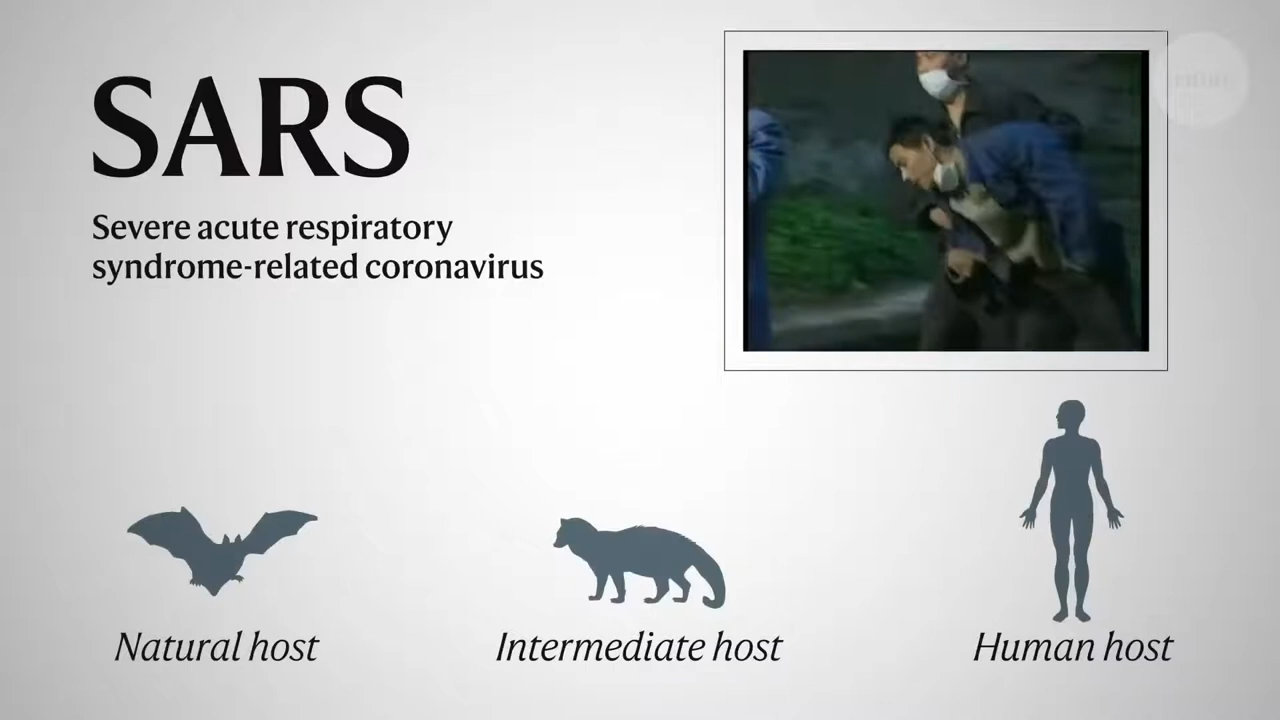 SARS
Severe acute respiratory
syndrome-related coronavirus
Natural host
Intermediate host
Human host